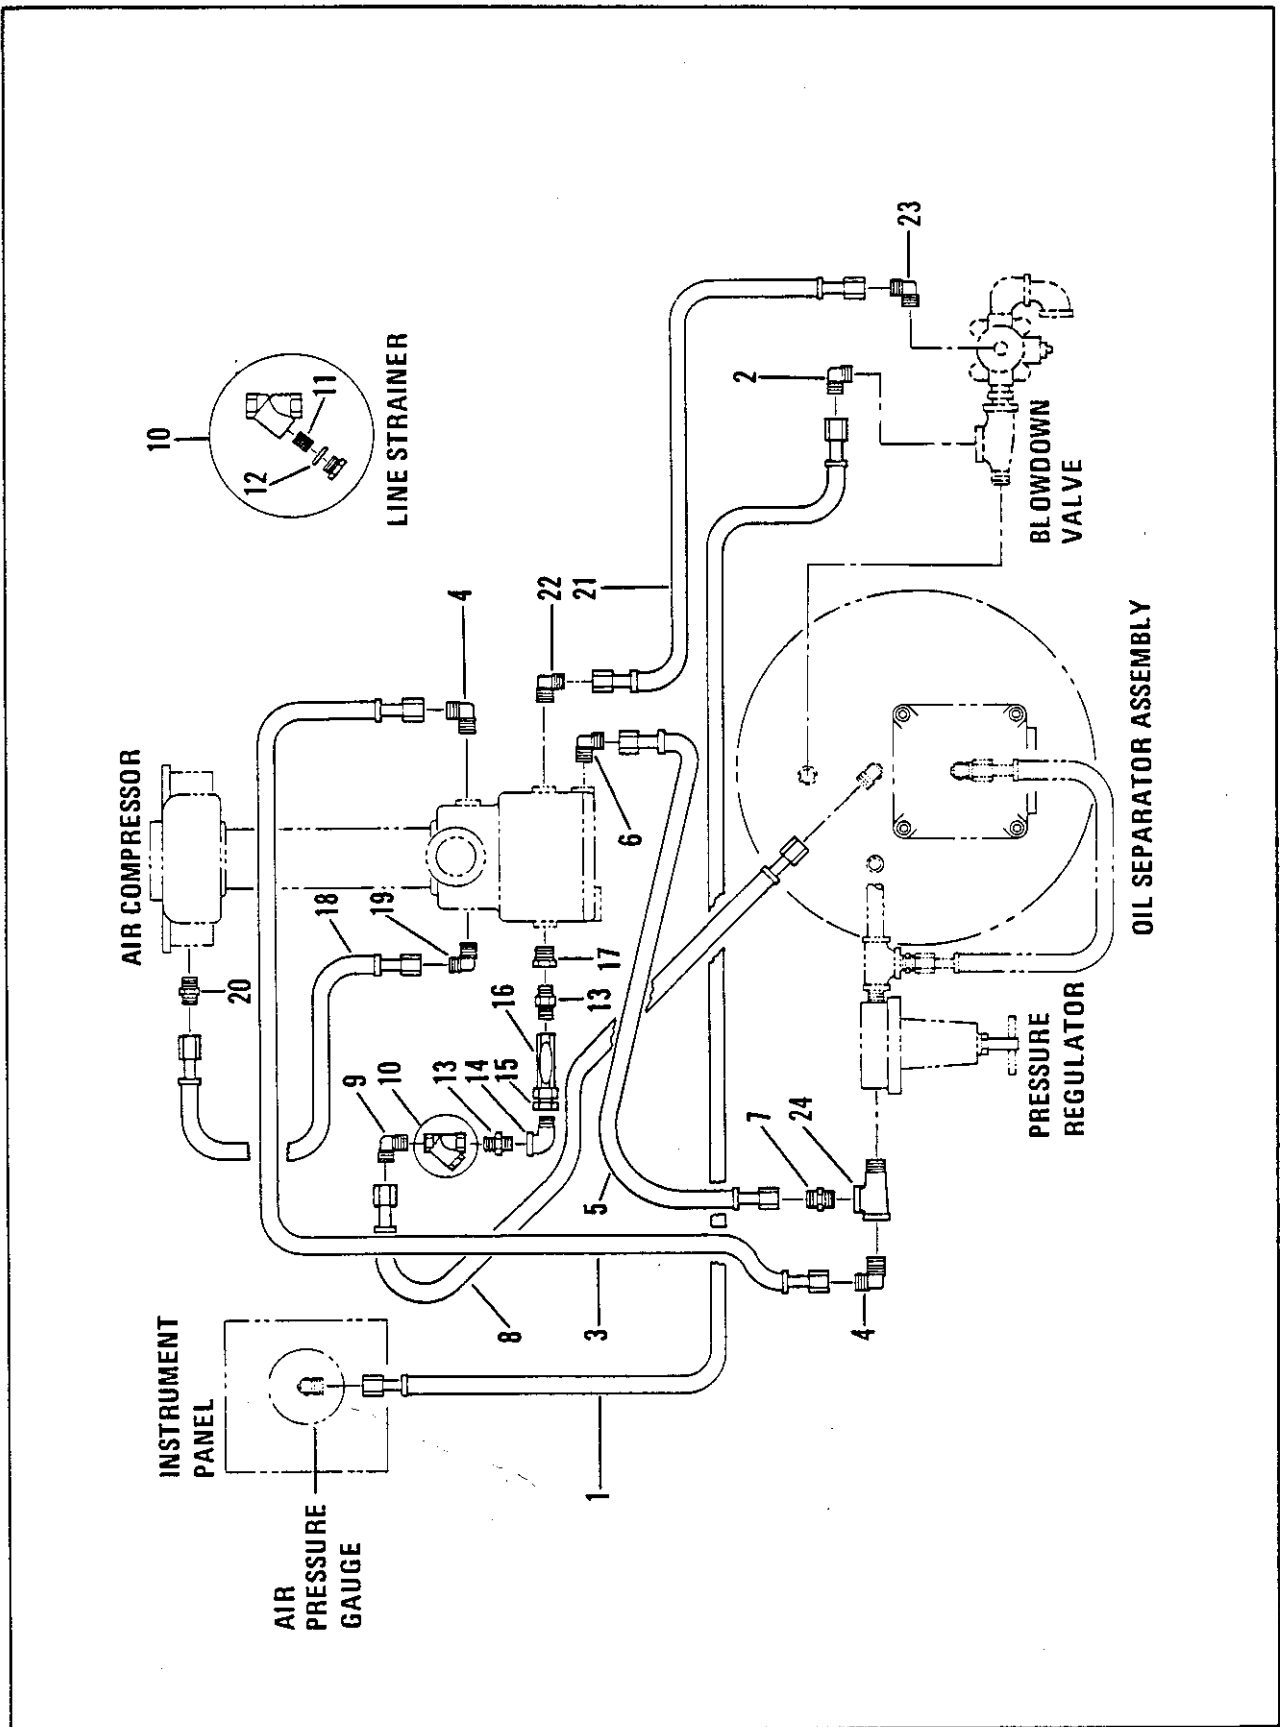 INSTRUMENT
PANEL
AIR
PRESSURE
GAUGE
AIR COMPRESSOR
LINE STRAINER
10
11
12
20
18
19
4
9
10
13
14
15
16
13
17
22
21
6
2
23
8
3
5
1
7
24
4
PRESSURE
REGULATOR
OIL SEPARATOR ASSEMBLY
BLOWDOWN
VALVE